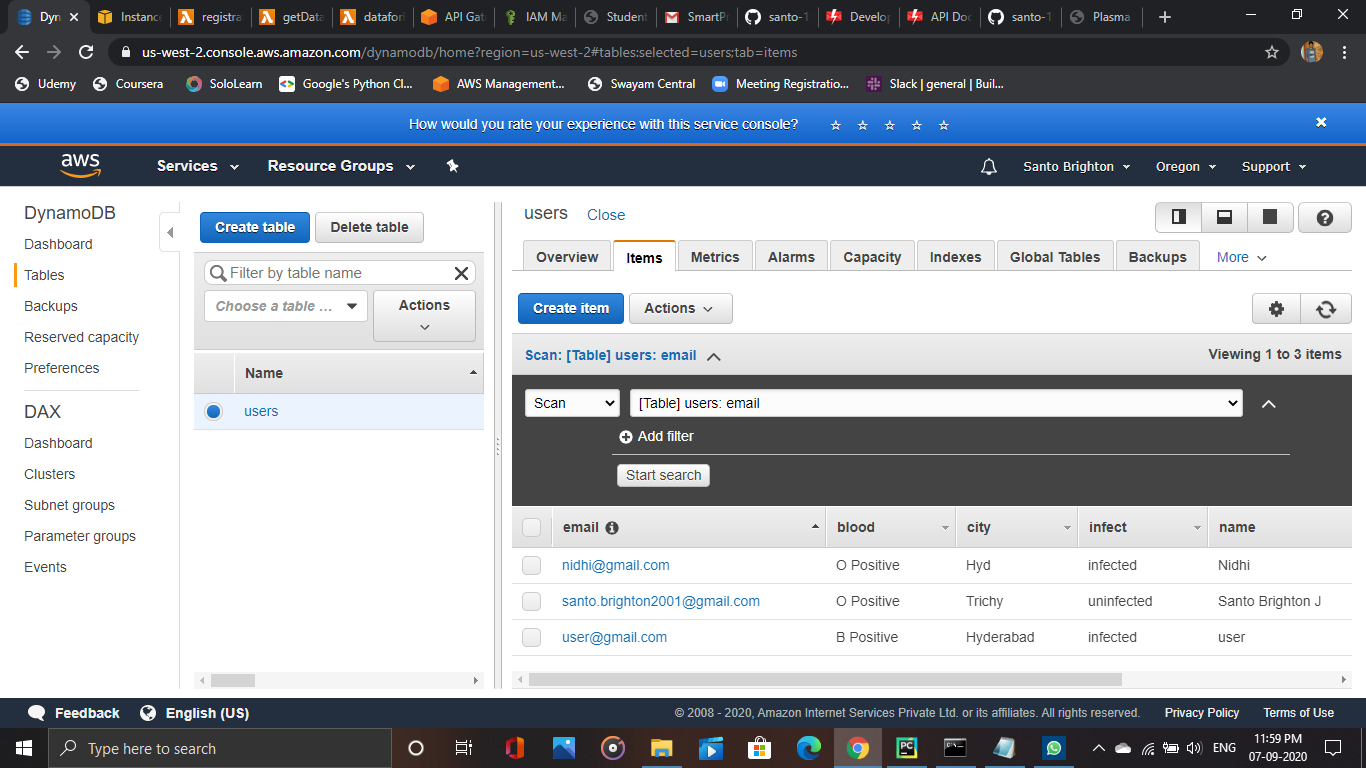 Dyn
Instance
registra
getData
datafor
API Gat
IAM Ma
Student
SmartPr
santo-1
Develop
API Doc
santo-1
Plasma
us-west-2.console.aws.amazon.com/dynamodb/home?region=us-west-2#tables:selected=users;tab=items
Udemy
Coursera
SoloLearn
Google's Python Cl...
AWS Management...
Swayam Central
Meeting Registratio...
Slack | general | Buil...
How would you rate your experience with this service console?
aws
Services
Resource Groups
Santo Brighton
Oregon
Support
DynamoDB
Dashboard
Tables
Backups
Reserved capacity
Preferences
DAX
Dashboard
Clusters
Subnet groups
Parameter groups
Events
Create table
Delete table
Filter by table name
Choose a table ...
Actions
Name
users
users Close
Overview
Items
Metrics
Alarms
Capacity
Indexes
Global Tables
Backups
More
Create item
Actions
Scan: [Table] users: email
Viewing 1 to 3 items
Scan
[Table] users: email
Add filter
Start search
email blood city infect name
nidhi@gmail.com O Positive Hyd infected Nidhi
santo.brighton2001@gmail.com O Positive Trichy uninfected Santo Brighton J
user@gmail.com B Positive Hyderabad infected user
Feedback
English (US)
© 2008 - 2020, Amazon Internet Services Private Ltd. or its affiliates. All rights reserved.
Privacy Policy
Terms of Use
Type here to search
ENG
11:59 PM
07-09-2020